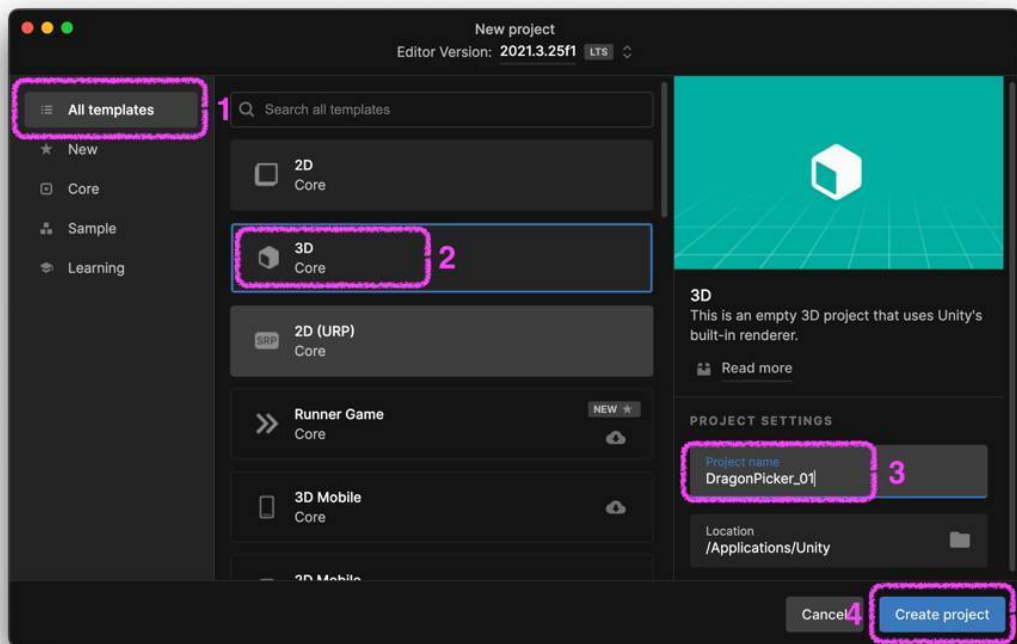 New project
Editor Version: 2021.3.25f1 LTS
All templates
1
New
Core
Sample
Learning
Search all templates
2D
Core
3D
Core
2
2D (URP)
Core
SRP
Runner Game
Core
NEW
3D Mobile
Core
2D Mobile
3D
This is an empty 3D project that uses Unity's
built-in renderer.
Read more
PROJECT SETTINGS
Project name
DragonPicker_01
3
Location
/Applications/Unity
Cancel
4
Create project